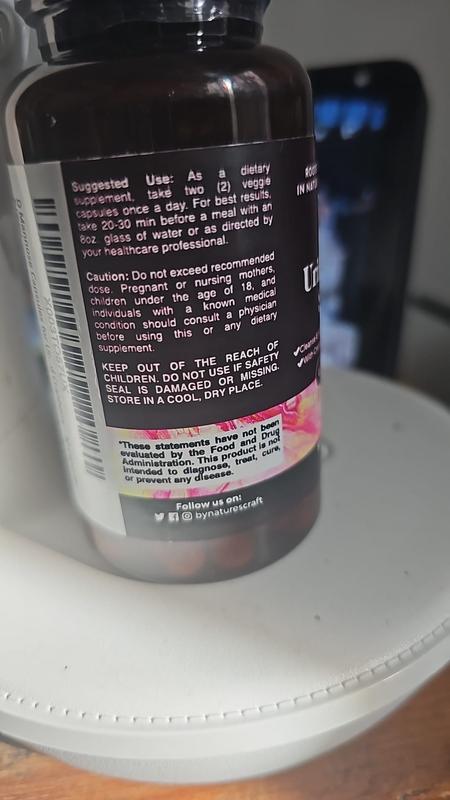 Suggested Use: As a dietary
supplement, take two (2) veggie
capsules once a day. For best results,
take 20-30 min before a meal with an
8oz. glass of water or as directed by
your healthcare professional.
Caution: Do not exceed recommended
dose. Pregnant or nursing mothers,
children under the age of 18, and
individuals with a known medical
condition should consult a physician
before using this or any dietary
supplement.
KEEP OUT OF THE REACH OF
CHILDREN. DO NOT USE IF SAFETY
SEAL IS DAMAGED OR MISSING.
STORE IN A COOL, DRY PLACE.
*These statements have not been
evaluated by the Food and Drug
Administration. This product is not
intended to diagnose, treat, cure,
or prevent any disease.
Follow us on:
bynaturescraft
IN
D-Mannose